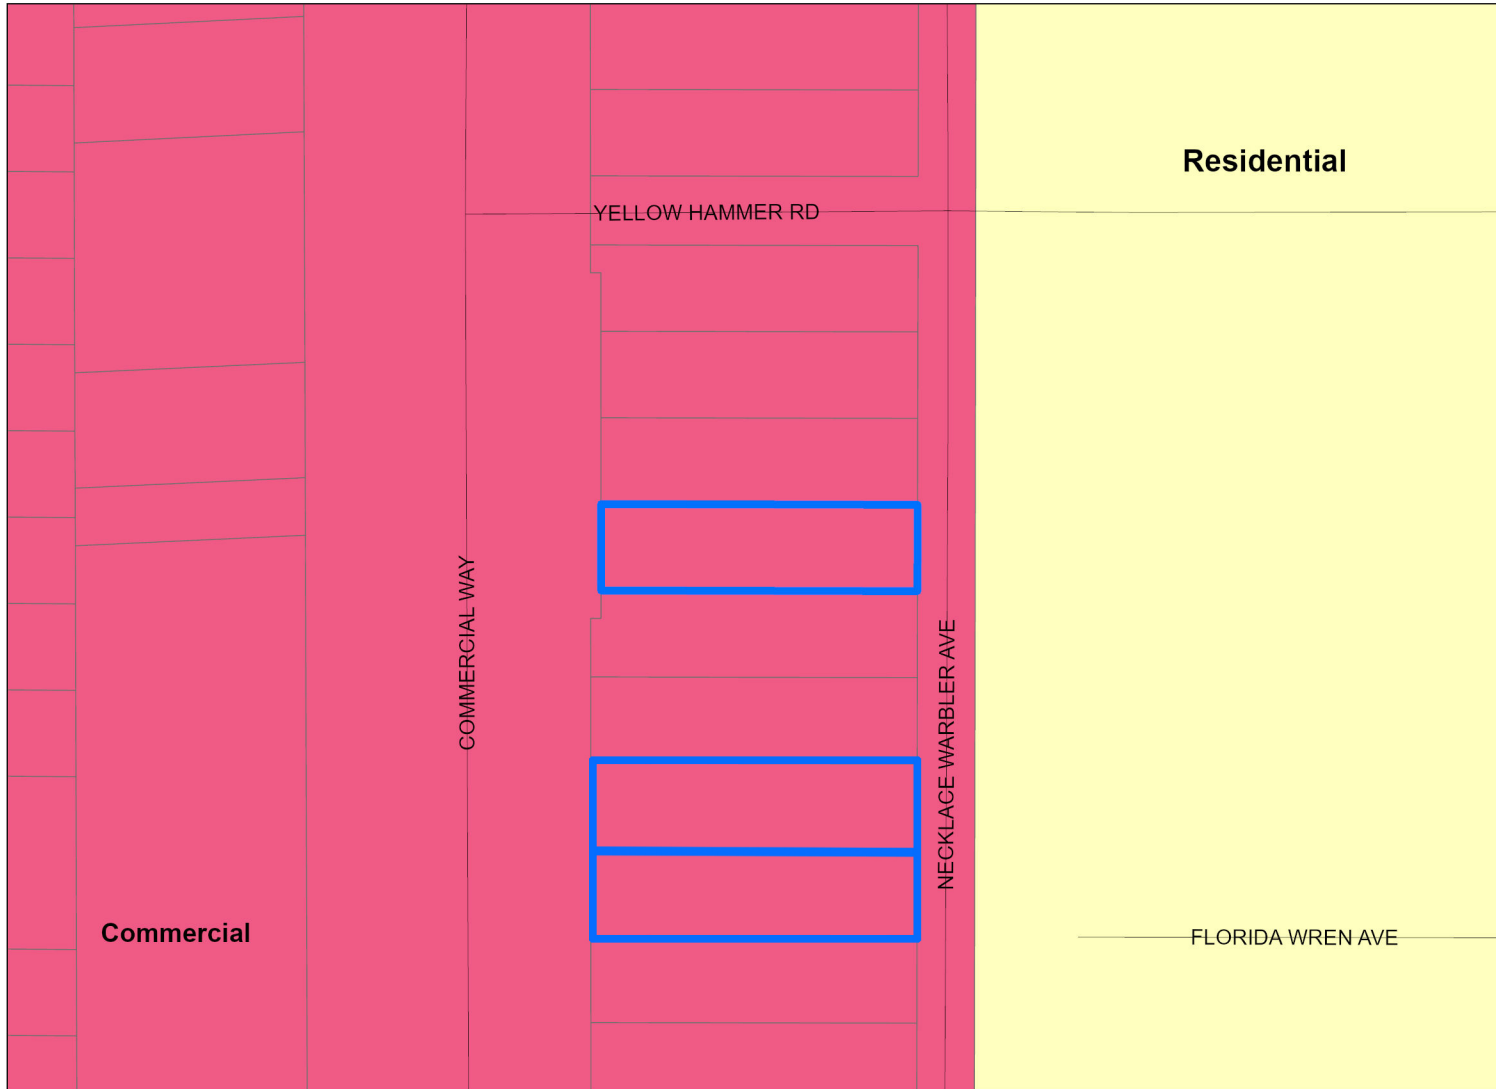 Residential
YELLOW HAMMER RD
COMMERCIAL WAY
NECKLACE WARBLER AVE
Commercial
FLORIDA WREN AVE